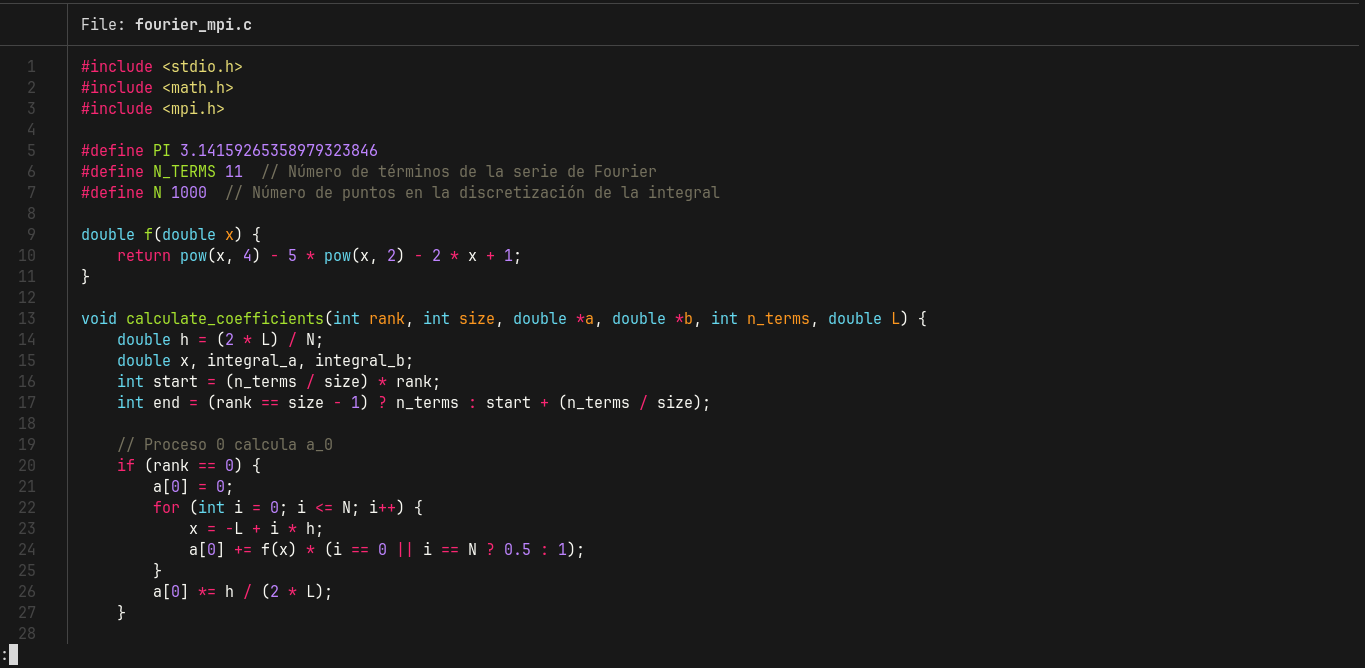 File: fourier_mpi.c
1 #include <stdio.h>
2 #include <math.h>
3 #include <mpi.h>
4
5 #define PI 3.14159265358979323846
6 #define N_TERMS 11  // Número de términos de la serie de Fourier
7 #define N 1000  // Número de puntos en la discretización de la integral
8
9 double f(double x) {
10     return pow(x, 4) - 5 * pow(x, 2) - 2 * x + 1;
11 }
12
13 void calculate_coefficients(int rank, int size, double *a, double *b, int n_terms, double L) {
14     double h = (2 * L) / N;
15     double x, integral_a, integral_b;
16     int start = (n_terms / size) * rank;
17     int end = (rank == size - 1) ? n_terms : start + (n_terms / size);
18
19     // Proceso 0 calcula a_0
20     if (rank == 0) {
21         a[0] = 0;
22         for (int i = 0; i <= N; i++) {
23             x = -L + i * h;
24             a[0] += f(x) * (i == 0 || i == N ? 0.5 : 1);
25         }
26         a[0] *= h / (2 * L);
27     }
28
: